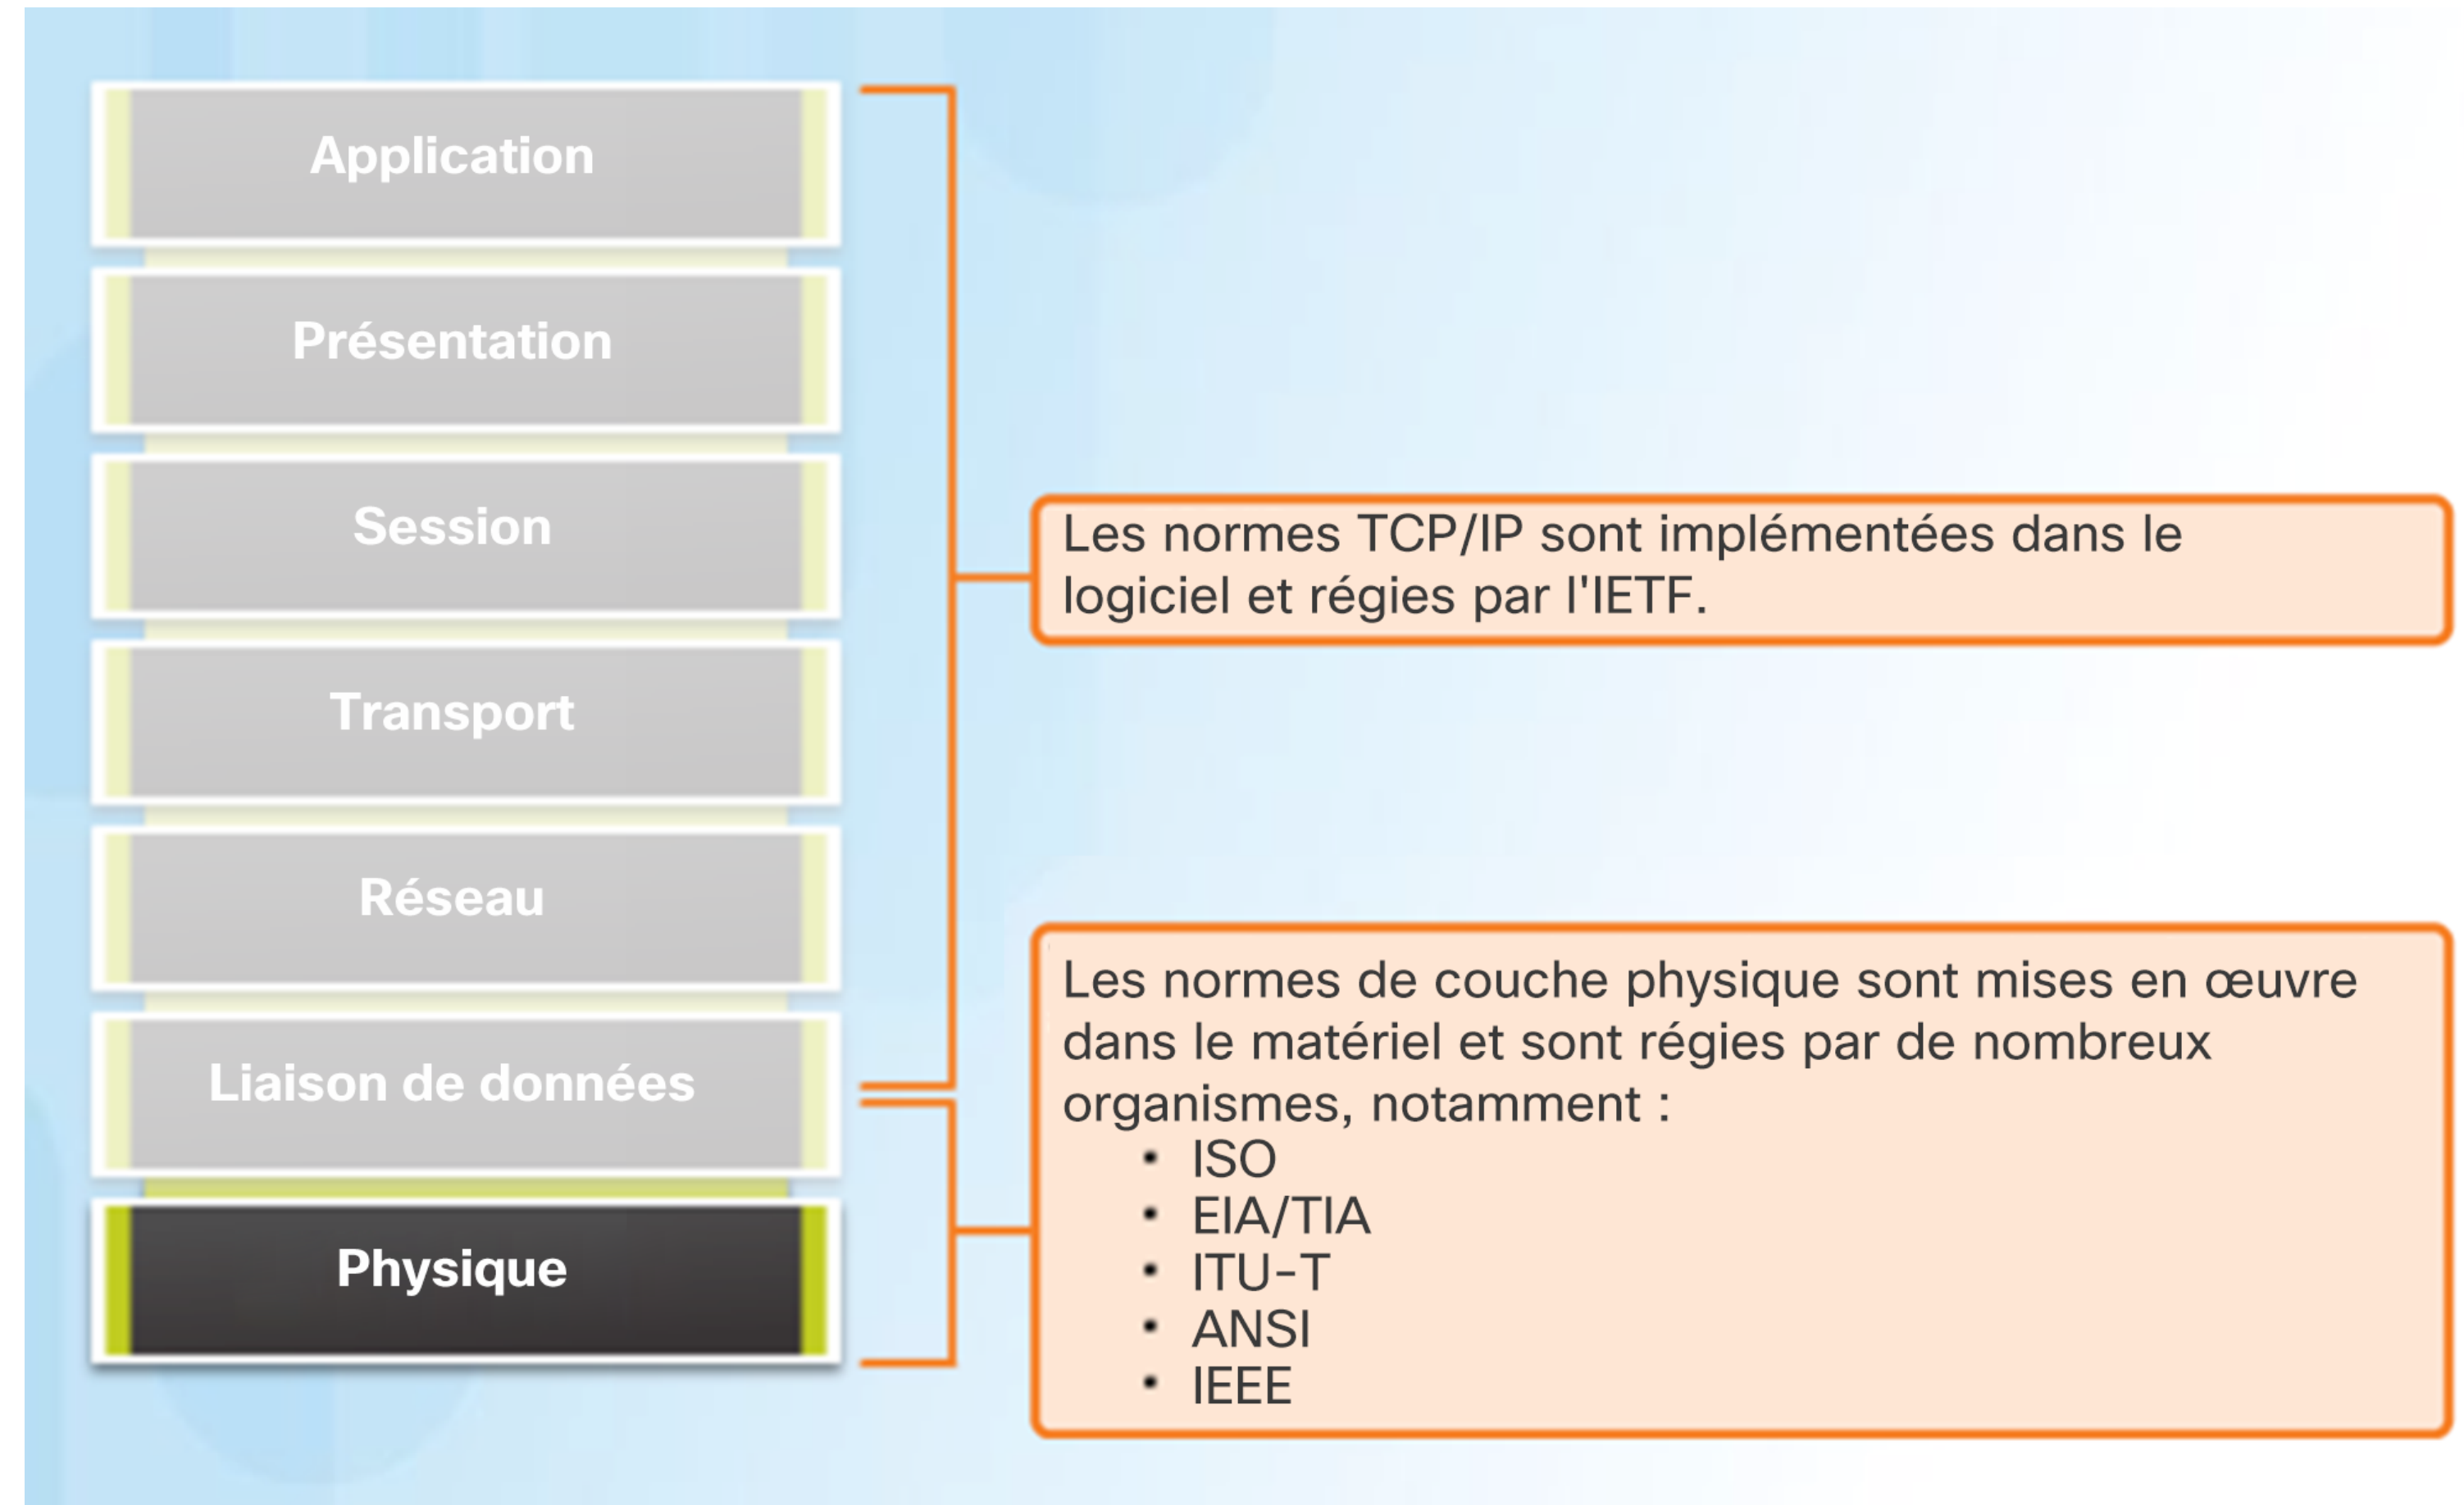 Application
Présentation
Session
Transport
Réseau
Liaison de données
Physique
Les normes TCP/IP sont implémentées dans le
logiciel et régies par l'IETF.
Les normes de couche physique sont mises en œuvre
dans le matériel et sont régies par de nombreux
organismes, notamment :
• ISO
• EIA/TIA
• ITU-T
• ANSI
• IEEE